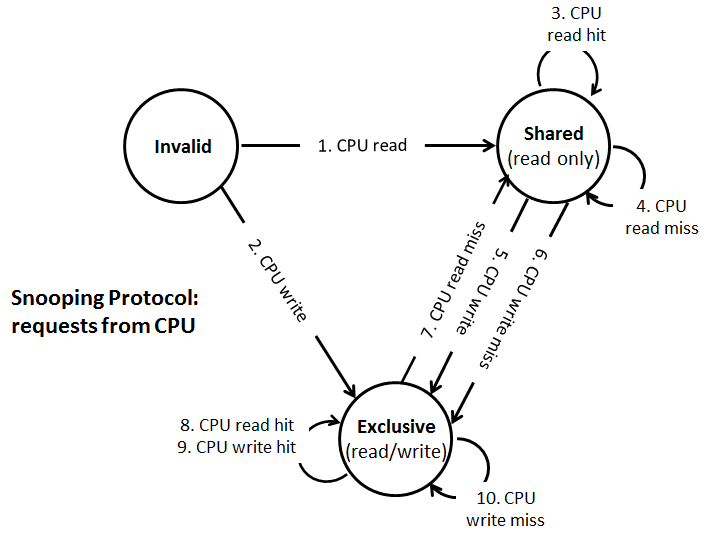 3. CPU
read hit
Invalid
1. CPU read
Shared
(read only)
4. CPU
read miss
2. CPU write
7. CPU read miss
5. CPU write
6. CPU write miss
Snooping Protocol:
requests from CPU
8. CPU read hit
9. CPU write hit
Exclusive
(read/write)
10. CPU
write miss